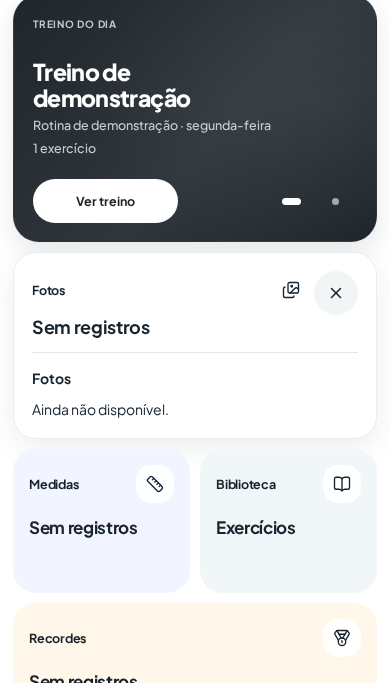 TREINO DO DIA
Treino de
demonstração
Rotina de demonstração · segunda-feira
1 exercício
Ver treino
Fotos
Sem registros
Fotos
Ainda não disponível.
Medidas
Sem registros
Biblioteca
Exercícios
Recordes
Sem registros